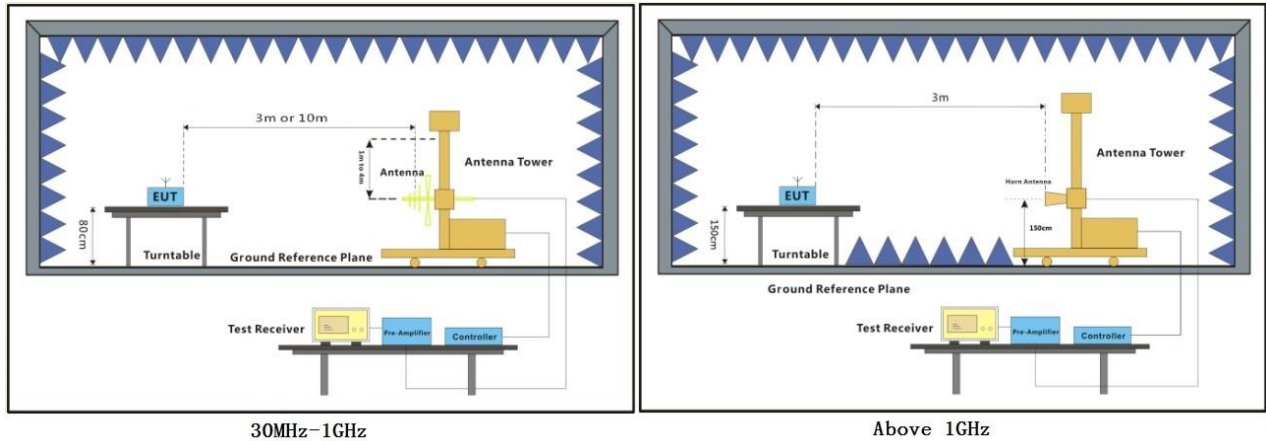 3m or 10m
1m to 4m
Antenna
Antenna Tower
EUT
80cm
Turntable
Ground Reference Plane
Test Receiver
Pre-Amplifier
Controller
30MHz-1GHz
3m
Antenna Tower
Horn Antenna
EUT
150cm
150cm
Turntable
Ground Reference Plane
Test Receiver
Pre-Amplifier
Controller
Above 1GHz